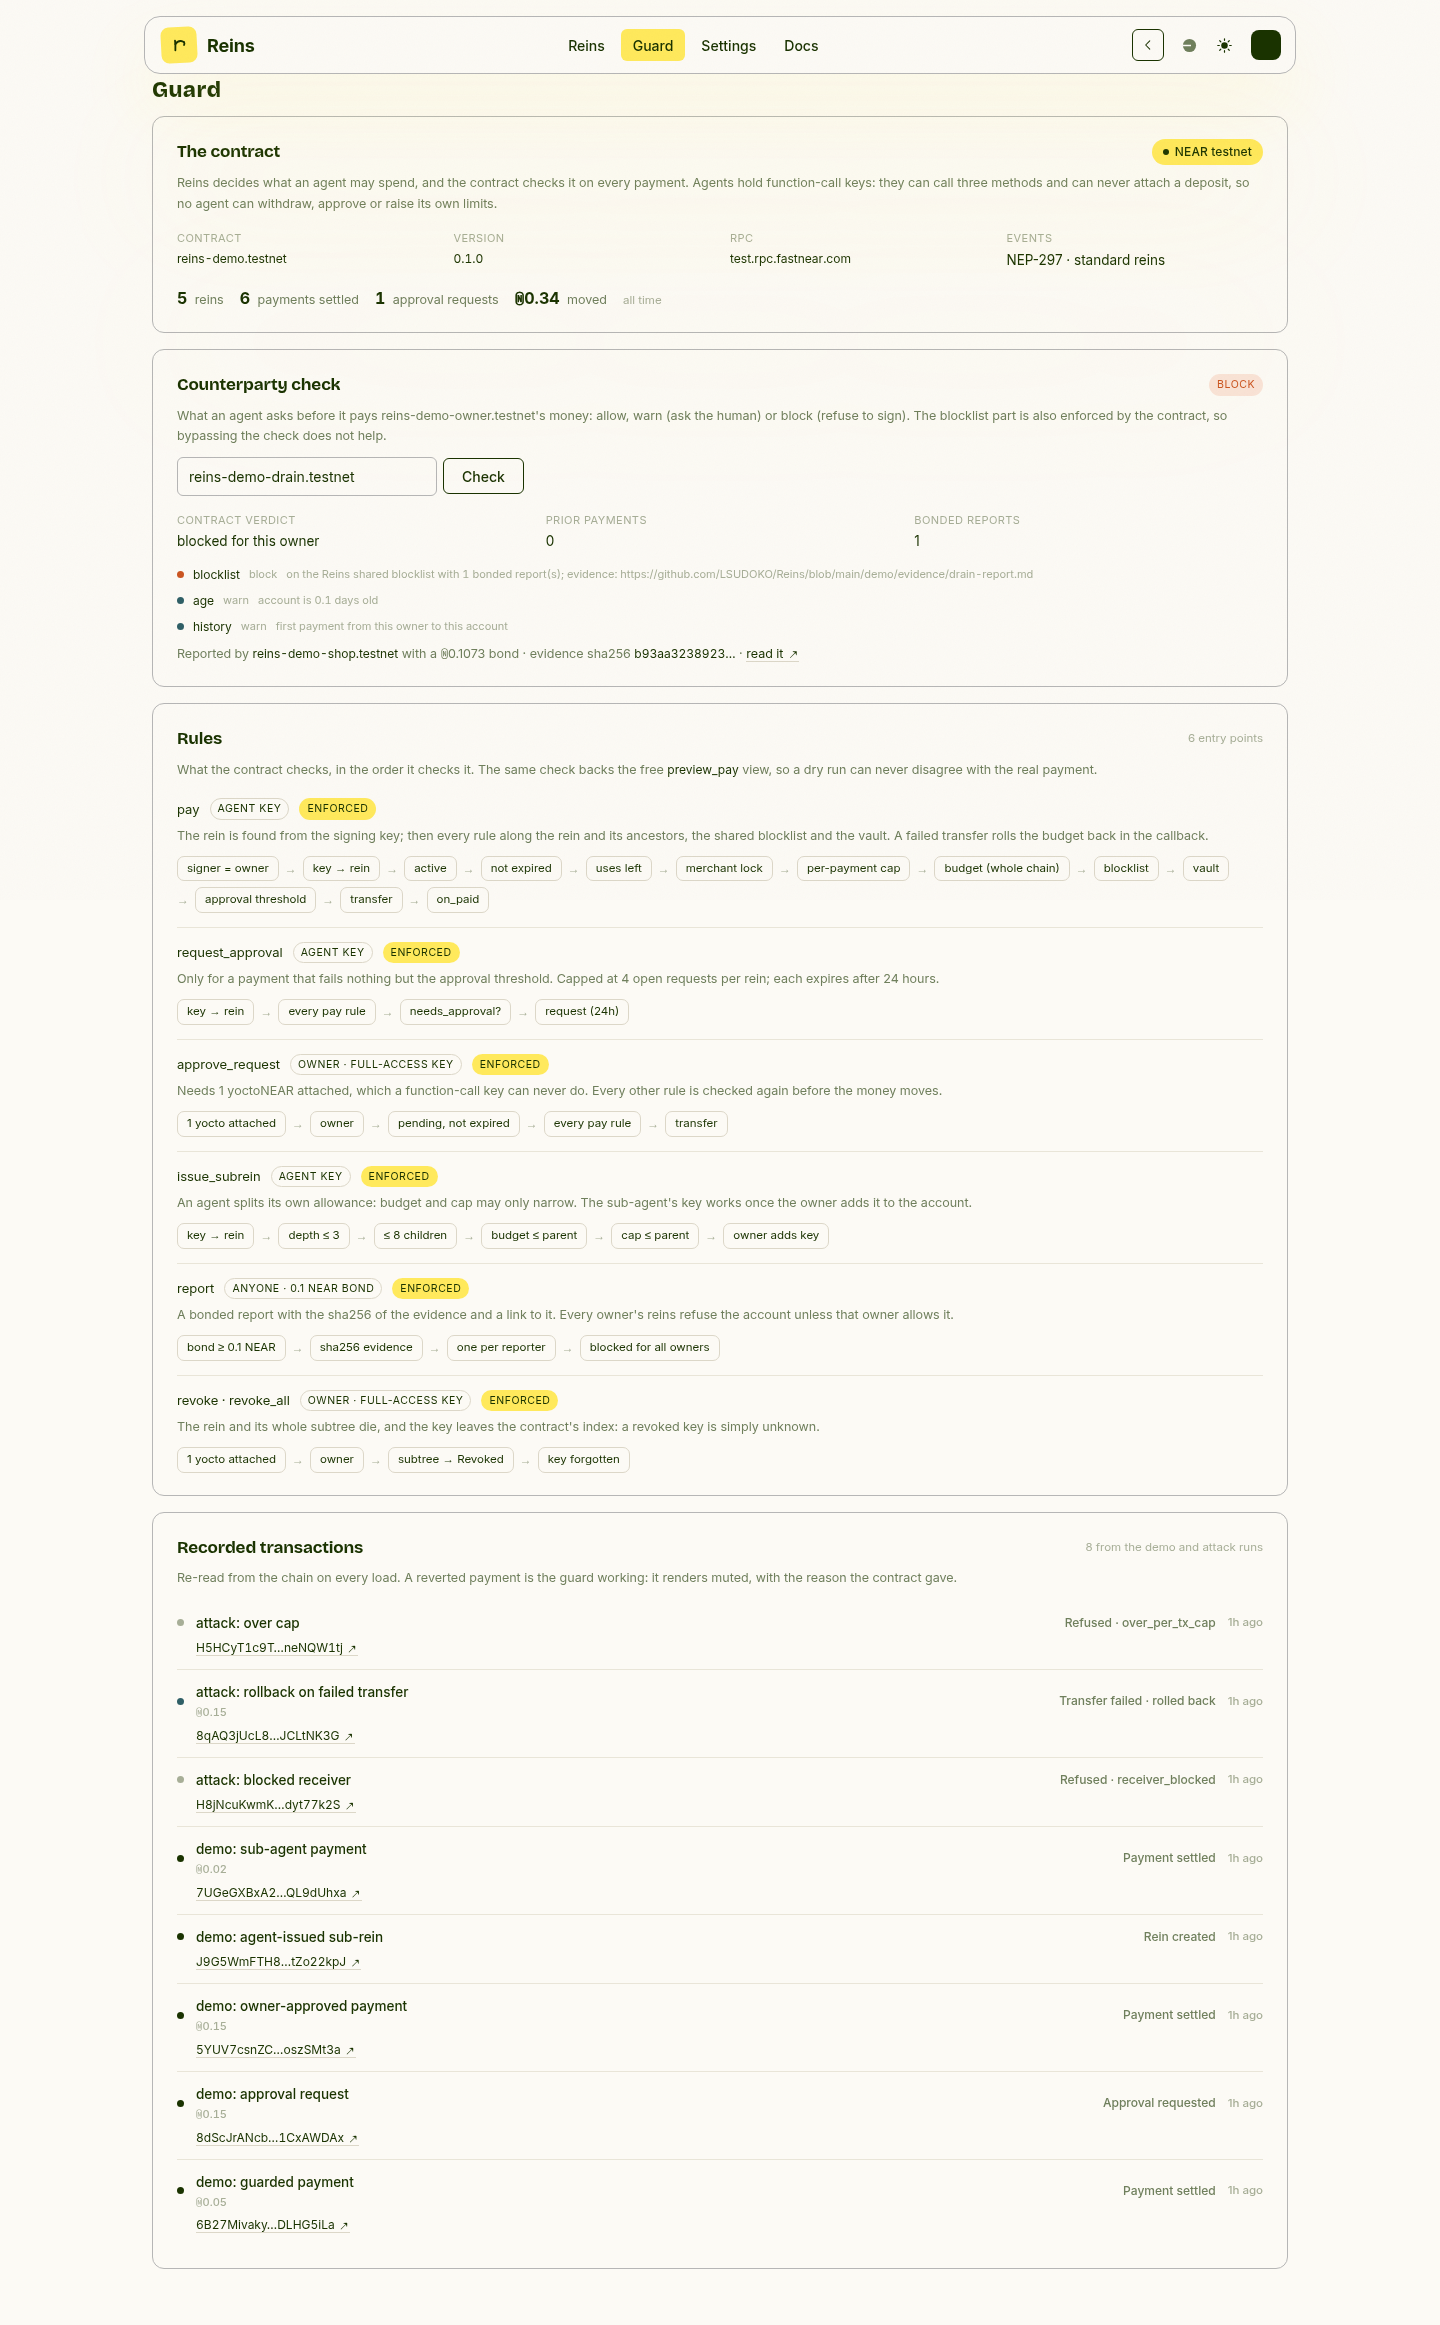 r Reins
Reins Guard Settings Docs
Guard
The contract
NEAR testnet
Reins decides what an agent may spend, and the contract checks it on every payment. Agents hold function-call keys: they can call three methods and can never attach a deposit, so
no agent can withdraw, approve or raise its own limits.
CONTRACT VERSION RPC EVENTS
reins-demo.testnet 0.1.0 test.rpc.fastnear.com NEP-297 · standard reins
5 reins 6 payments settled 1 approval requests 0.34 moved all time
Counterparty check
BLOCK
What an agent asks before it pays reins-demo-owner.testnet's money: allow, warn (ask the human) or block (refuse to sign). The blocklist part is also enforced by the contract, so
bypassing the check does not help.
reins-demo-drain.testnet Check
CONTRACT VERDICT PRIOR PAYMENTS BONDED REPORTS
blocked for this owner 0 1
blocklist block on the Reins shared blocklist with 1 bonded report(s); evidence: https://github.com/LSUDOKO/Reins/blob/main/demo/evidence/drain-report.md
age warn account is 0.1 days old
history warn first payment from this owner to this account
Reported by reins-demo-shop.testnet with a 0.1073 bond · evidence sha256 b93aa3238923… · read it ↗
Rules
6 entry points
What the contract checks, in the order it checks it. The same check backs the free preview_pay view, so a dry run can never disagree with the real payment.
pay AGENT KEY ENFORCED
The rein is found from the signing key; then every rule along the rein and its ancestors, the shared blocklist and the vault. A failed transfer rolls the budget back in the callback.
signer = owner → key → rein → active → not expired → uses left → merchant lock → per-payment cap → budget (whole chain) → blocklist → vault
→ approval threshold → transfer → on_paid
request_approval AGENT KEY ENFORCED
Only for a payment that fails nothing but the approval threshold. Capped at 4 open requests per rein; each expires after 24 hours.
key → rein → every pay rule → needs_approval? → request (24h)
approve_request OWNER · FULL-ACCESS KEY ENFORCED
Needs 1 yoctoNEAR attached, which a function-call key can never do. Every other rule is checked again before the money moves.
1 yocto attached → owner → pending, not expired → every pay rule → transfer
issue_subrein AGENT KEY ENFORCED
An agent splits its own allowance: budget and cap may only narrow. The sub-agent's key works once the owner adds it to the account.
key → rein → depth ≤ 3 → ≤ 8 children → budget ≤ parent → cap ≤ parent → owner adds key
report ANYONE · 0.1 NEAR BOND ENFORCED
A bonded report with the sha256 of the evidence and a link to it. Every owner's reins refuse the account unless that owner allows it.
bond ≥ 0.1 NEAR → sha256 evidence → one per reporter → blocked for all owners
revoke · revoke_all OWNER · FULL-ACCESS KEY ENFORCED
The rein and its whole subtree die, and the key leaves the contract's index: a revoked key is simply unknown.
1 yocto attached → owner → subtree → Revoked → key forgotten
Recorded transactions
8 from the demo and attack runs
Re-read from the chain on every load. A reverted payment is the guard working: it renders muted, with the reason the contract gave.
attack: over cap Refused · over_per_tx_cap 1h ago
H5HCyT1c9T…neNQW1tj ↗
attack: rollback on failed transfer
Transfer failed · rolled back 1h ago
0.15
8qAQ3jUcL8…JCLtNK3G ↗
attack: blocked receiver Refused · receiver_blocked 1h ago
H8jNcuKwmK…dyt77k2S ↗
demo: sub-agent payment
Payment settled 1h ago
0.02
7UGeGXBxA2…QL9dUhxa ↗
demo: agent-issued sub-rein Rein created 1h ago
J9G5WmFTH8…tZo22kpJ ↗
demo: owner-approved payment
Payment settled 1h ago
0.15
5YUV7csnZC…oszSMt3a ↗
demo: approval request
Approval requested 1h ago
0.15
8dScJrANcb…1CxAWDAx ↗
demo: guarded payment
Payment settled 1h ago
0.05
6B27Mivaky…DLHG5iLa ↗